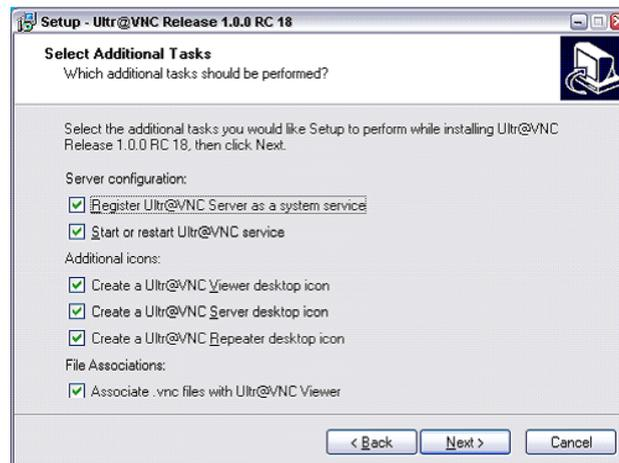 Setup - Ultr@VNC Release 1.0.0 RC 18
Select Additional Tasks
Which additional tasks should be performed?
Select the additional tasks you would like Setup to perform while installing Ultr@VNC
Release 1.0.0 RC 18, then click Next.
Server configuration:
Register Ultr@VNC Server as a system service
Start or restart Ultr@VNC service
Additional icons:
Create a Ultr@VNC Viewer desktop icon
Create a Ultr@VNC Server desktop icon
Create a Ultr@VNC Repeater desktop icon
File Associations:
Associate .vnc files with Ultr@VNC Viewer
< Back Next > Cancel